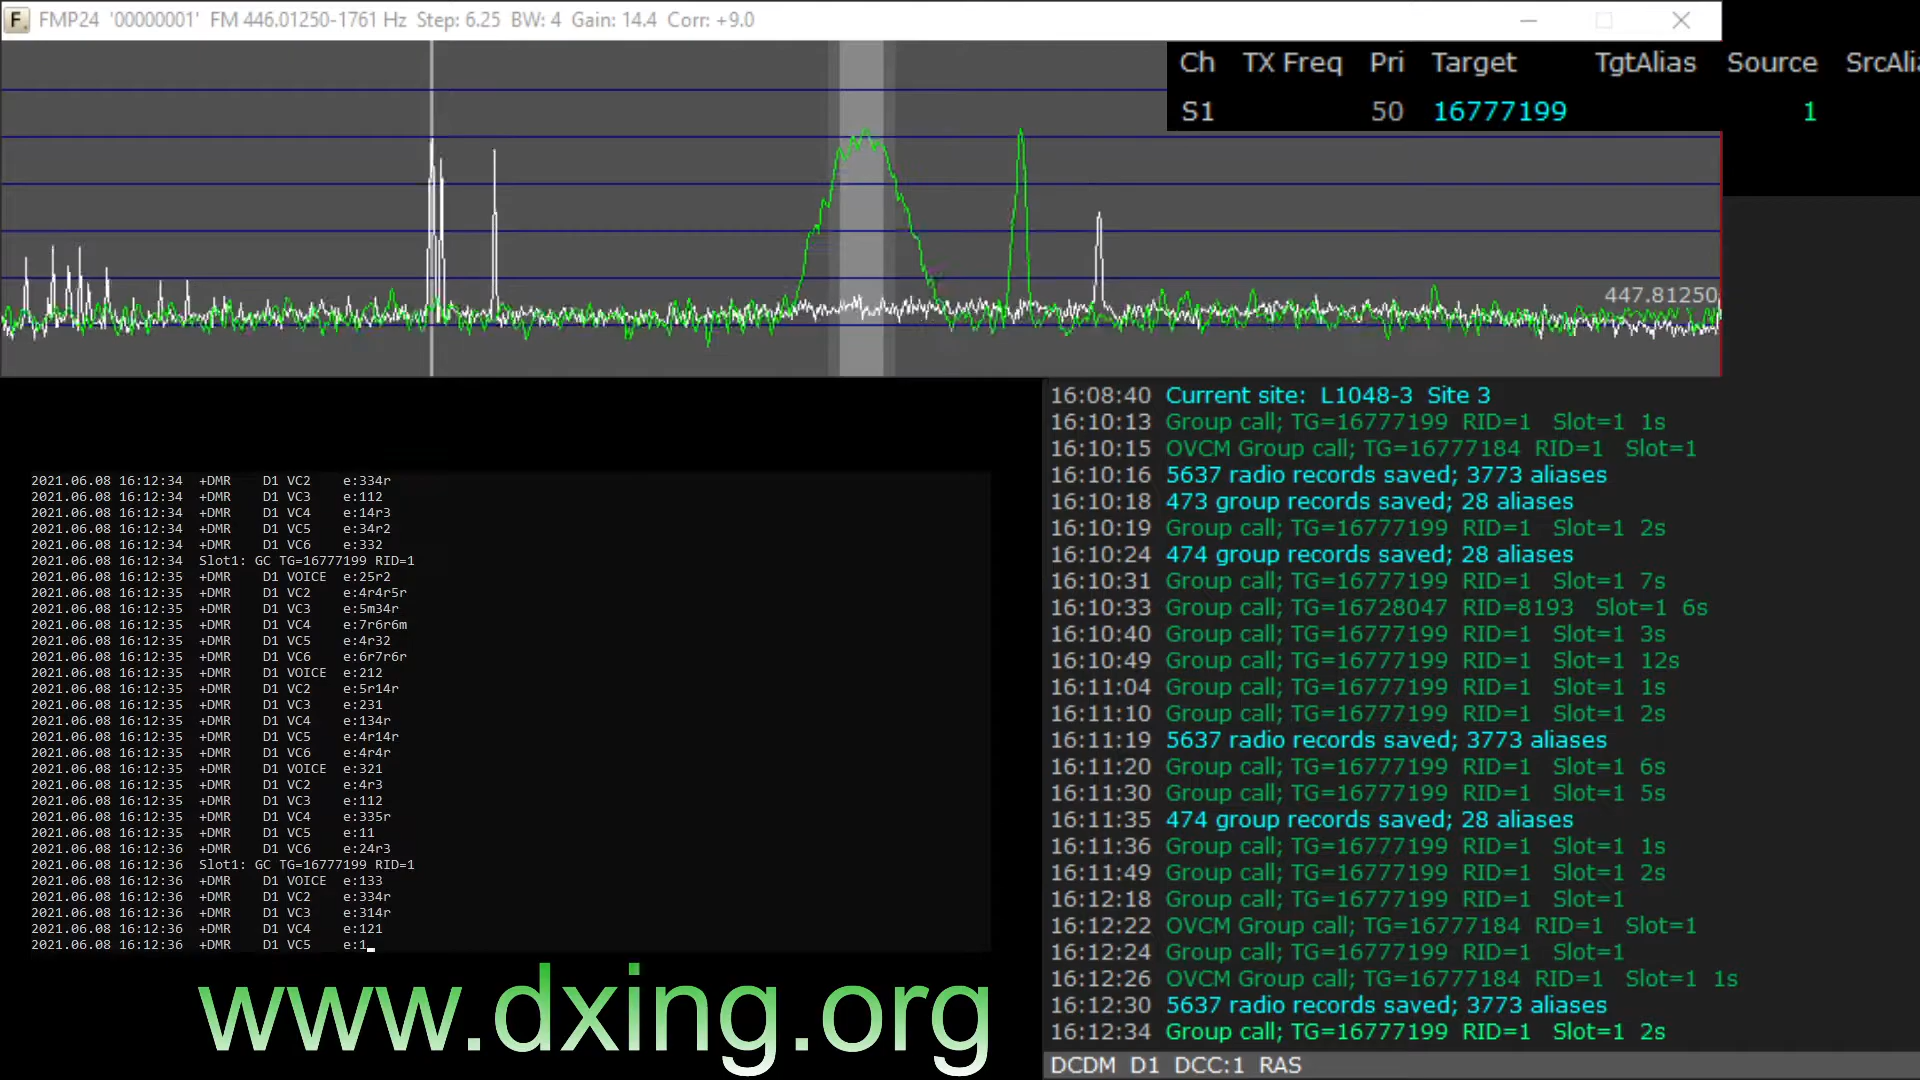 FMP24 '00000001' FM 446.01250-1761 Hz Step: 6.25 BW: 4 Gain: 14.4 Corr: +9.0
Ch TX Freq Pri Target TgtAlias Source SrcAlia
S1 50 16777199 1
447.81250
2021.06.08 16:12:34 +DMR D1 VC2 e:334r
2021.06.08 16:12:34 +DMR D1 VC3 e:112
2021.06.08 16:12:34 +DMR D1 VC4 e:14r3
2021.06.08 16:12:34 +DMR D1 VC5 e:34r2
2021.06.08 16:12:34 +DMR D1 VC6 e:332
2021.06.08 16:12:34 Slot1: GC TG=16777199 RID=1
2021.06.08 16:12:35 +DMR D1 VOICE e:25r2
2021.06.08 16:12:35 +DMR D1 VC2 e:4r4r5r
2021.06.08 16:12:35 +DMR D1 VC3 e:5m34r
2021.06.08 16:12:35 +DMR D1 VC4 e:7r6r6m
2021.06.08 16:12:35 +DMR D1 VC5 e:4r32
2021.06.08 16:12:35 +DMR D1 VC6 e:6r7r6r
2021.06.08 16:12:35 +DMR D1 VOICE e:212
2021.06.08 16:12:35 +DMR D1 VC2 e:5r14r
2021.06.08 16:12:35 +DMR D1 VC3 e:231
2021.06.08 16:12:35 +DMR D1 VC4 e:134r
2021.06.08 16:12:35 +DMR D1 VC5 e:4r14r
2021.06.08 16:12:35 +DMR D1 VC6 e:4r4r
2021.06.08 16:12:35 +DMR D1 VOICE e:321
2021.06.08 16:12:35 +DMR D1 VC2 e:4r3
2021.06.08 16:12:35 +DMR D1 VC3 e:112
2021.06.08 16:12:35 +DMR D1 VC4 e:335r
2021.06.08 16:12:35 +DMR D1 VC5 e:11
2021.06.08 16:12:36 +DMR D1 VC6 e:24r3
2021.06.08 16:12:36 Slot1: GC TG=16777199 RID=1
2021.06.08 16:12:36 +DMR D1 VOICE e:133
2021.06.08 16:12:36 +DMR D1 VC2 e:334r
2021.06.08 16:12:36 +DMR D1 VC3 e:314r
2021.06.08 16:12:36 +DMR D1 VC4 e:121
2021.06.08 16:12:36 +DMR D1 VC5 e:1
www.dxing.org
16:08:40 Current site: L1048-3 Site 3
16:10:13 Group call; TG=16777199 RID=1 Slot=1 1s
16:10:15 OVCM Group call; TG=16777184 RID=1 Slot=1
16:10:16 5637 radio records saved; 3773 aliases
16:10:18 473 group records saved; 28 aliases
16:10:19 Group call; TG=16777199 RID=1 Slot=1 2s
16:10:24 474 group records saved; 28 aliases
16:10:31 Group call; TG=16777199 RID=1 Slot=1 7s
16:10:33 Group call; TG=16728047 RID=8193 Slot=1 6s
16:10:40 Group call; TG=16777199 RID=1 Slot=1 3s
16:10:49 Group call; TG=16777199 RID=1 Slot=1 12s
16:11:04 Group call; TG=16777199 RID=1 Slot=1 1s
16:11:10 Group call; TG=16777199 RID=1 Slot=1 2s
16:11:19 5637 radio records saved; 3773 aliases
16:11:20 Group call; TG=16777199 RID=1 Slot=1 6s
16:11:30 Group call; TG=16777199 RID=1 Slot=1 5s
16:11:35 474 group records saved; 28 aliases
16:11:36 Group call; TG=16777199 RID=1 Slot=1 1s
16:11:49 Group call; TG=16777199 RID=1 Slot=1 2s
16:12:18 Group call; TG=16777199 RID=1 Slot=1
16:12:22 OVCM Group call; TG=16777184 RID=1 Slot=1
16:12:24 Group call; TG=16777199 RID=1 Slot=1
16:12:26 OVCM Group call; TG=16777184 RID=1 Slot=1 1s
16:12:30 5637 radio records saved; 3773 aliases
16:12:34 Group call; TG=16777199 RID=1 Slot=1 2s
DCDM D1 DCC:1 RAS